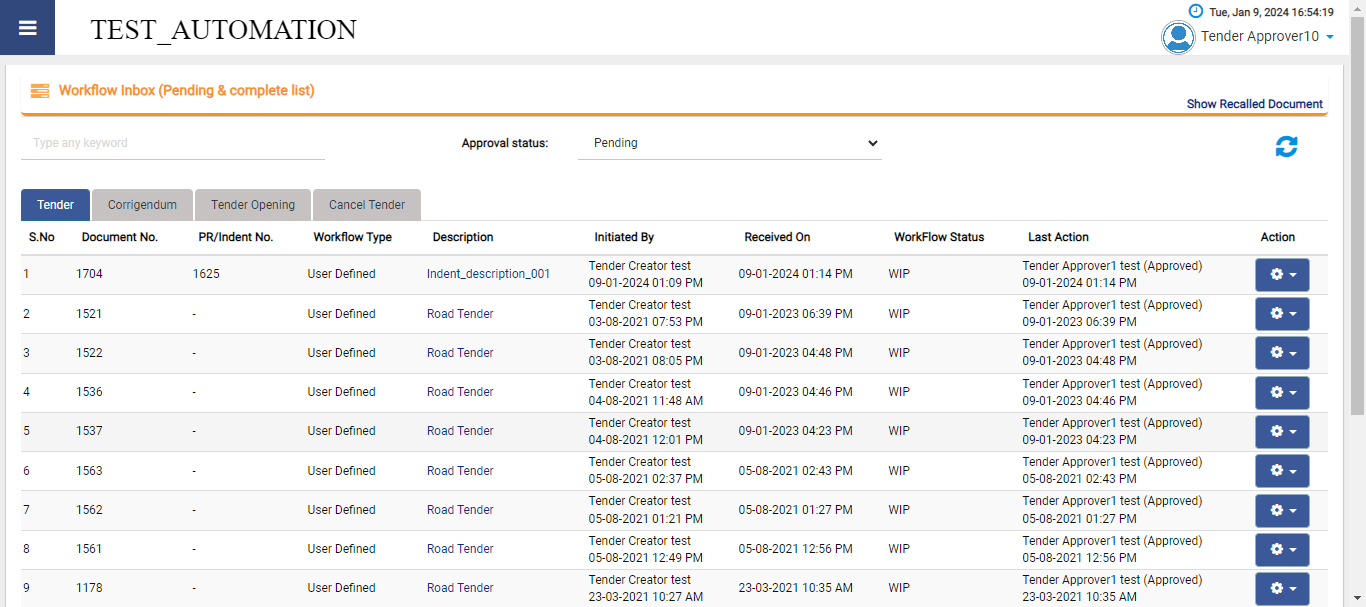 TEST_AUTOMATION
Tue, Jan 9, 2024 16:54:19
Tender Approver10
Workflow Inbox (Pending & complete list)
Show Recalled Document
Type any keyword
Approval status:
Pending
Tender Corrigendum Tender Opening Cancel Tender
S.No Document No. PR/Indent No. Workflow Type Description Initiated By Received On WorkFlow Status Last Action Action
1 1704 1625 User Defined Indent_description_001 Tender Creator test 09-01-2024 01:14 PM WIP Tender Approver1 test (Approved)
09-01-2024 01:09 PM 09-01-2024 01:14 PM
2 1521 - User Defined Road Tender Tender Creator test 09-01-2023 06:39 PM WIP Tender Approver1 test (Approved)
03-08-2021 07:53 PM 09-01-2023 06:39 PM
3 1522 - User Defined Road Tender Tender Creator test 09-01-2023 04:48 PM WIP Tender Approver1 test (Approved)
03-08-2021 08:05 PM 09-01-2023 04:48 PM
4 1536 - User Defined Road Tender Tender Creator test 09-01-2023 04:46 PM WIP Tender Approver1 test (Approved)
04-08-2021 11:48 AM 09-01-2023 04:46 PM
5 1537 - User Defined Road Tender Tender Creator test 09-01-2023 04:23 PM WIP Tender Approver1 test (Approved)
04-08-2021 12:01 PM 09-01-2023 04:23 PM
6 1563 - User Defined Road Tender Tender Creator test 05-08-2021 02:43 PM WIP Tender Approver1 test (Approved)
05-08-2021 02:37 PM 05-08-2021 02:43 PM
7 1562 - User Defined Road Tender Tender Creator test 05-08-2021 01:27 PM WIP Tender Approver1 test (Approved)
05-08-2021 01:21 PM 05-08-2021 01:27 PM
8 1561 - User Defined Road Tender Tender Creator test 05-08-2021 12:56 PM WIP Tender Approver1 test (Approved)
05-08-2021 12:49 PM 05-08-2021 12:56 PM
9 1178 - User Defined Road Tender Tender Creator test 23-03-2021 10:35 AM WIP Tender Approver1 test (Approved)
23-03-2021 10:27 AM 23-03-2021 10:35 AM